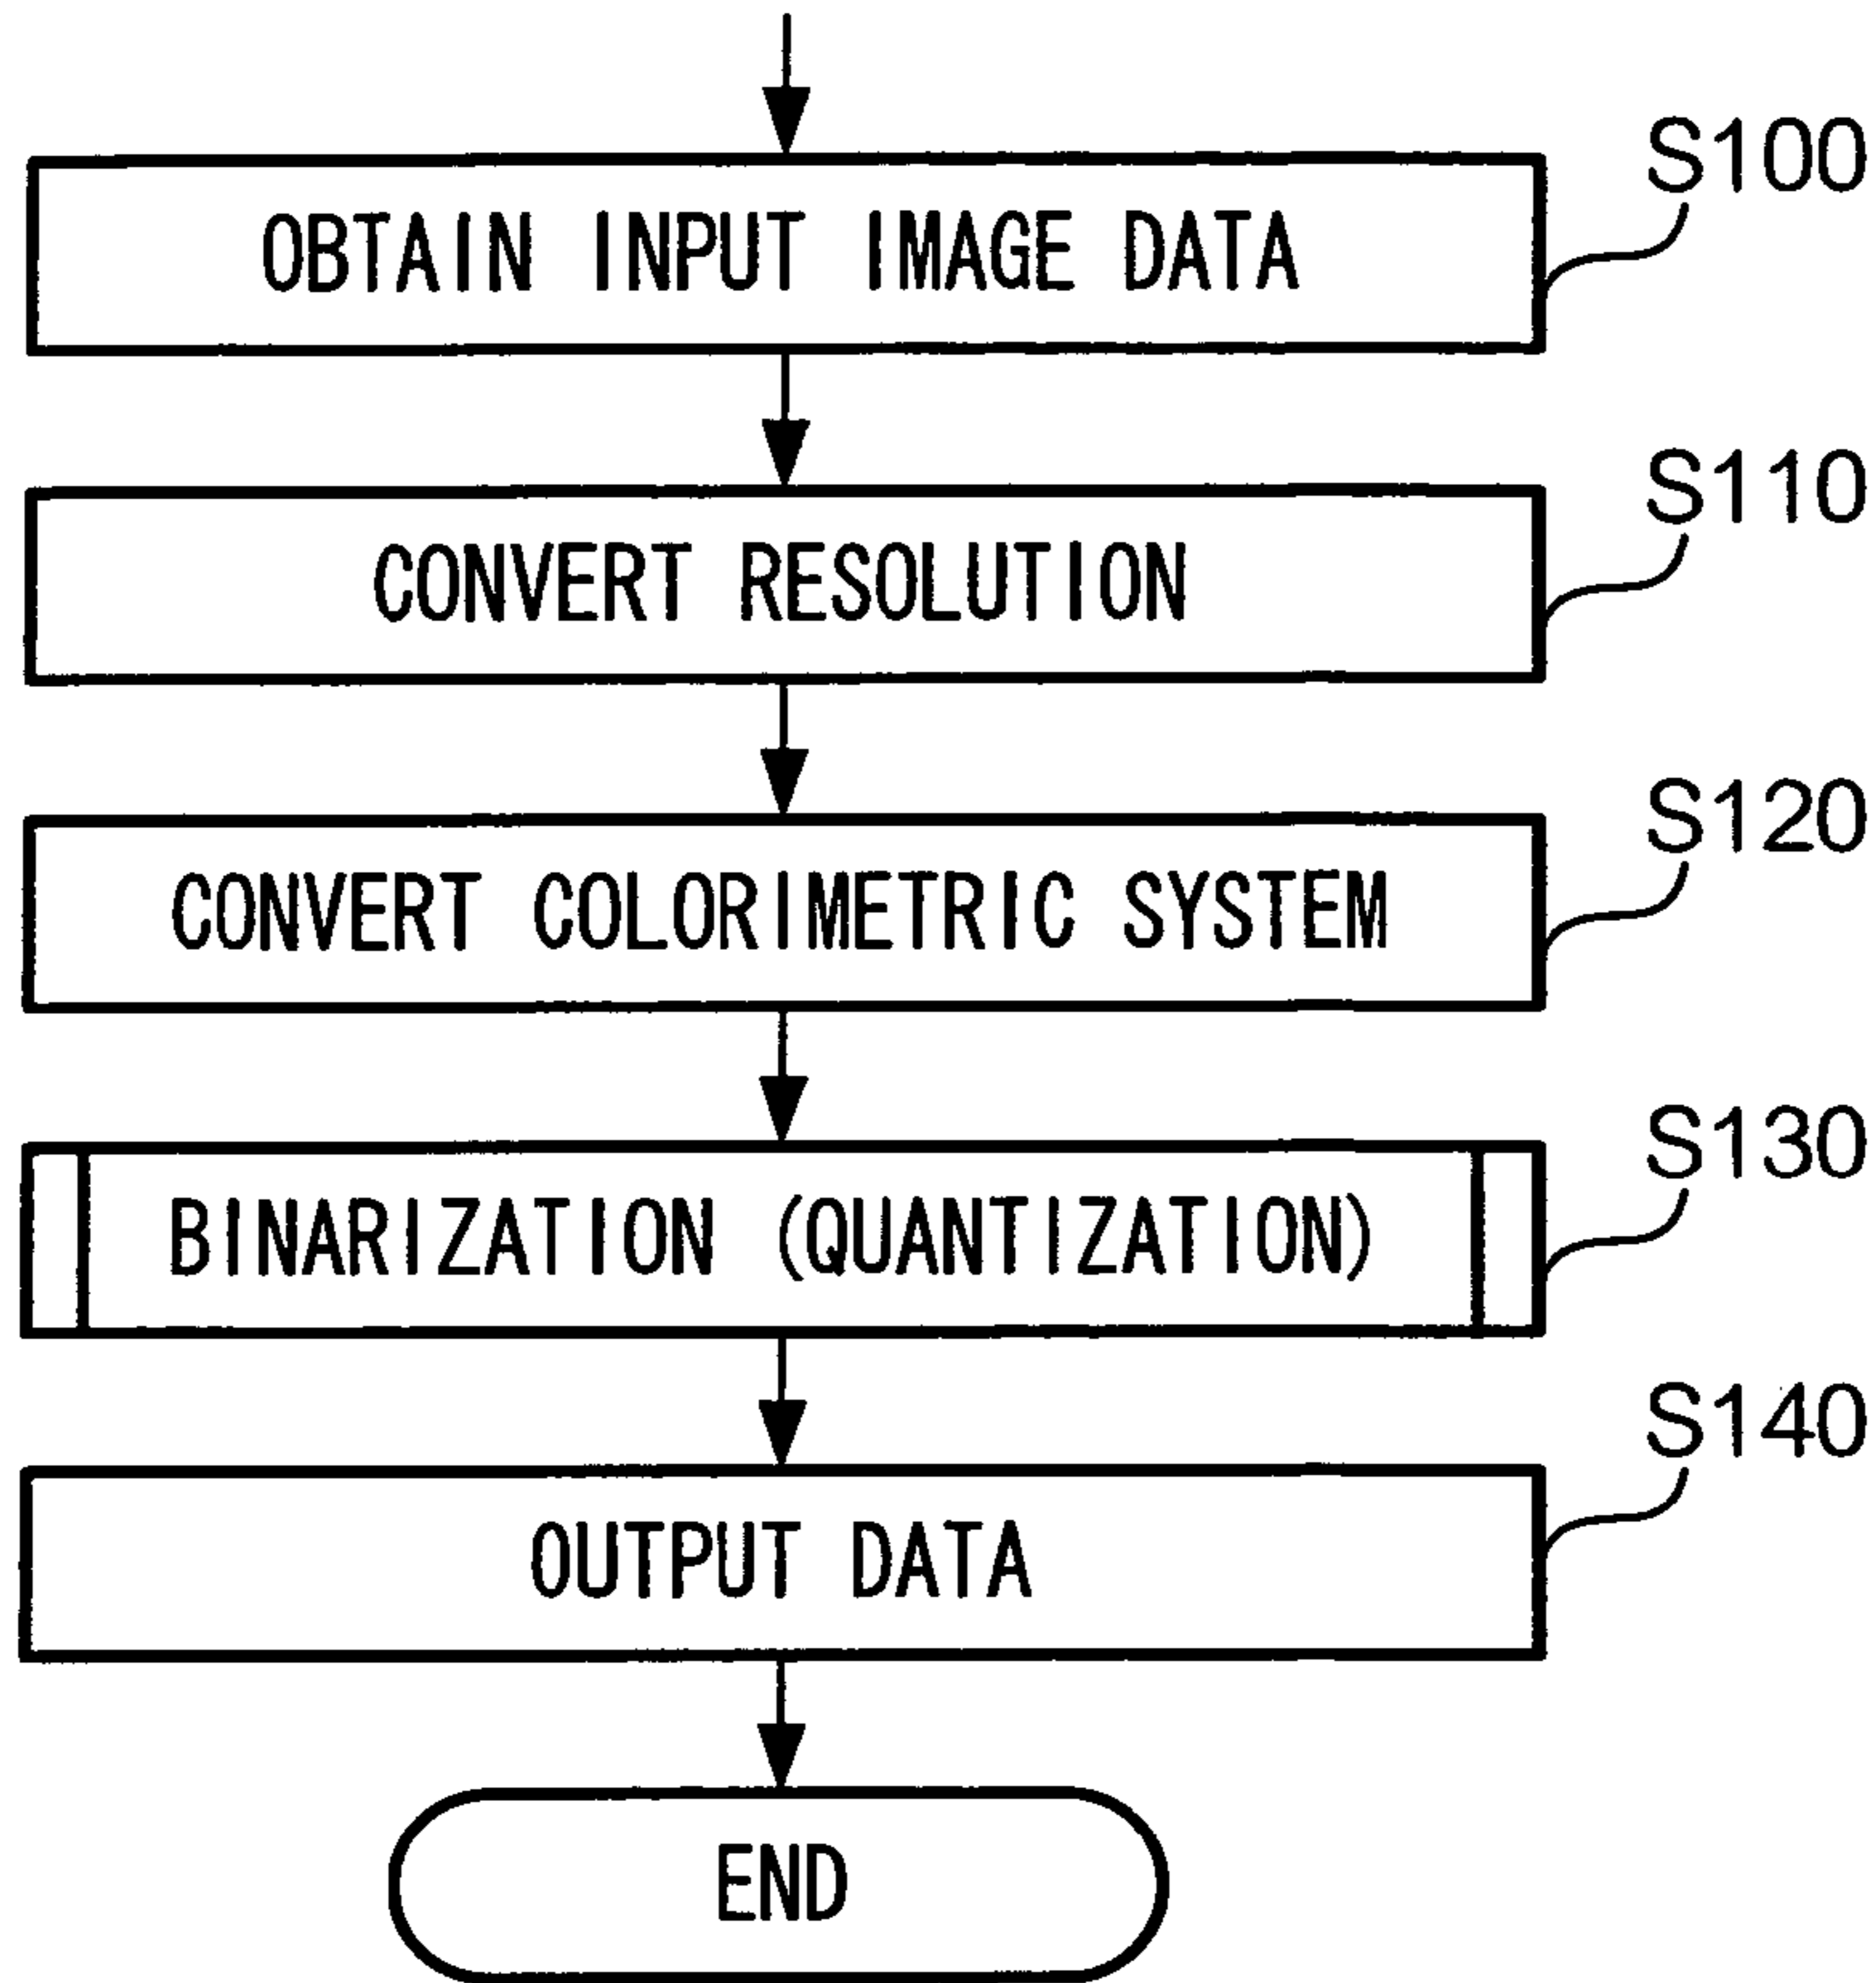 S100
OBTAIN INPUT IMAGE DATA
S110
CONVERT RESOLUTION
S120
CONVERT COLORIMETRIC SYSTEM
S130
BINARIZATION (QUANTIZATION)
S140
OUTPUT DATA
END